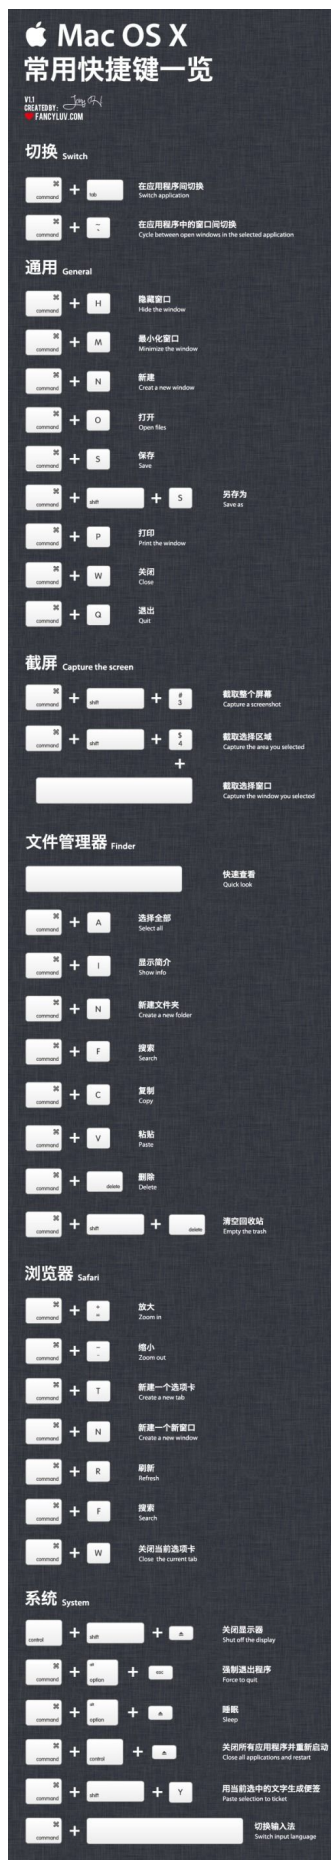 Mac OS X
常用快捷键一览
V1.1
CREATED BY:
FANCYLUV.COM
切换 Switch
⌘ command + tab 在应用程序间切换
Switch application
⌘ command + ~ ` 在应用程序中的窗口间切换
Cycle between open windows in the selected application
通用 General
⌘ command + H 隐藏窗口
Hide the window
⌘ command + M 最小化窗口
Minimize the window
⌘ command + N 新建
Creat a new window
⌘ command + O 打开
Open files
⌘ command + S 保存
Save
⌘ command + shift + S 另存为
Save as
⌘ command + P 打印
Print the window
⌘ command + W 关闭
Close
⌘ command + Q 退出
Quit
截屏 Capture the screen
⌘ command + shift + # 3 截取整个屏幕
Capture a screenshot
⌘ command + shift + $ 4 截取选择区域
Capture the area you selected
+
截取选择窗口
Capture the window you selected
文件管理器 Finder
快速查看
Quick look
⌘ command + A 选择全部
Select all
⌘ command + I 显示简介
Show info
⌘ command + N 新建文件夹
Create a new folder
⌘ command + F 搜索
Search
⌘ command + C 复制
Copy
⌘ command + V 粘贴
Paste
⌘ command + delete 删除
Delete
⌘ command + shift + delete 清空回收站
Empty the trash
浏览器 Safari
⌘ command + + = 放大
Zoom in
⌘ command + — - 缩小
Zoom out
⌘ command + T 新建一个选项卡
Create a new tab
⌘ command + N 新建一个新窗口
Create a new window
⌘ command + R 刷新
Refresh
⌘ command + F 搜索
Search
⌘ command + W 关闭当前选项卡
Close the current tab
系统 System
control + shift + ⏏ 关闭显示器
Shut off the display
⌘ command + alt option + esc 强制退出程序
Force to quit
⌘ command + alt option + ⏏ 睡眠
Sleep
⌘ command + control + ⏏ 关闭所有应用程序并重新启动
Close all applications and restart
⌘ command + shift + Y 用当前选中的文字生成便签
Paste selection to ticket
⌘ command + 切换输入法
Switch input language